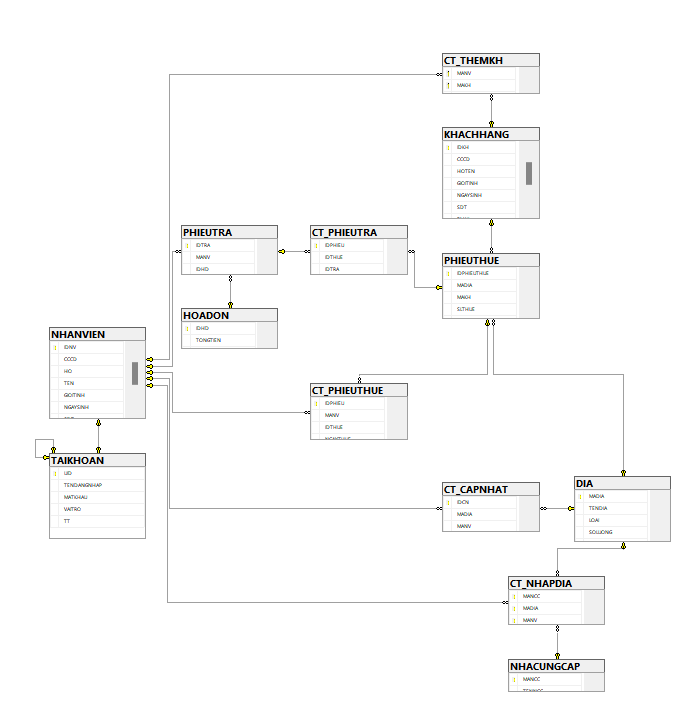 CT_THEMKH
MANV
MAKH
KHACHHANG
IDKH
CCCD
HOTEN
GIOITINH
NGAYSINH
SDT
PHIEUTRA
IDTRA
MANV
IDHD
CT_PHIEUTRA
IDPHIEU
IDTHUE
IDTRA
PHIEUTHUE
IDPHIEUTHUE
MADIA
MAKH
SLTHUE
HOADON
IDHD
TONGTIEN
NHANVIEN
IDNV
CCCD
HO
TEN
GIOITINH
NGAYSINH
CT_PHIEUTHUE
IDPHIEU
MANV
IDTHUE
TAIKHOAN
UID
TENDANGNHAP
MATKHAU
VAITRO
TT
CT_CAPNHAT
IDCN
MADIA
MANV
DIA
MADIA
TENDIA
LOAI
SOLUONG
CT_NHAPDIA
MANCC
MADIA
MANV
NHACUNGCAP
MANCC